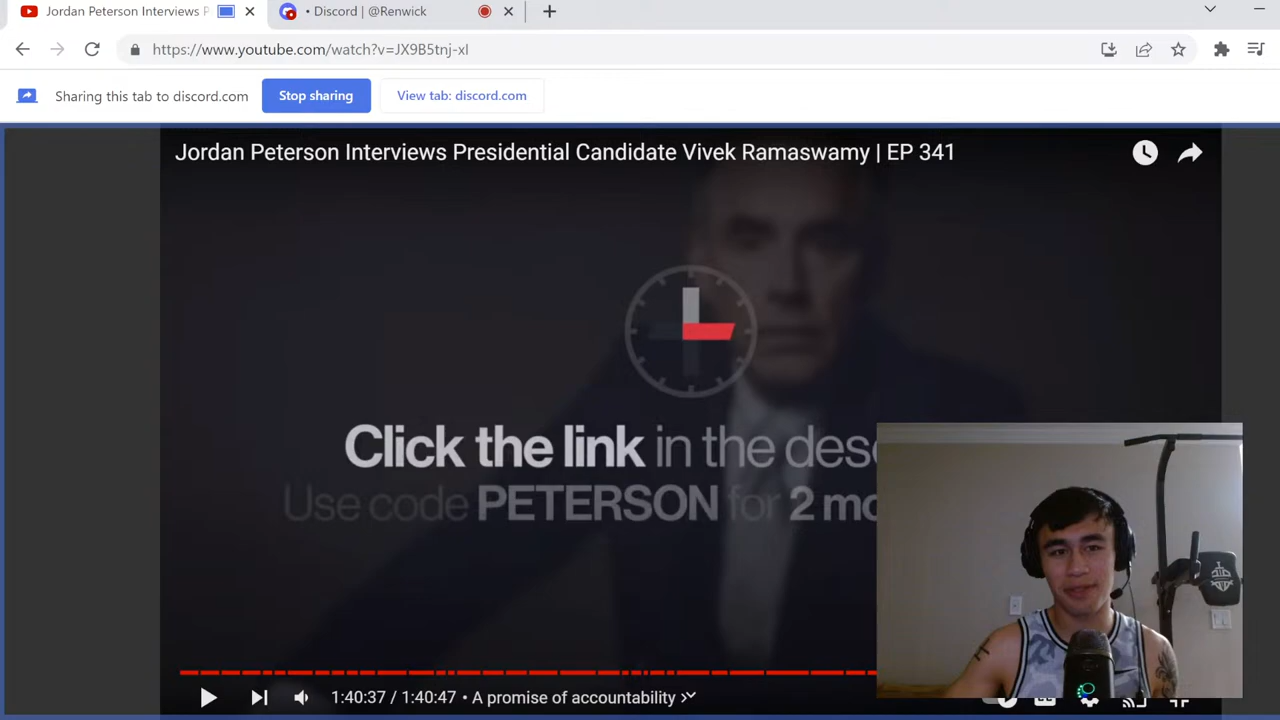 Jordan Peterson Interviews P
• Discord | @Renwick
https://www.youtube.com/watch?v=JX9B5tnj-xI
Sharing this tab to discord.com
Stop sharing
View tab: discord.com
Jordan Peterson Interviews Presidential Candidate Vivek Ramaswamy | EP 341
Click the link in the desc
Use code PETERSON for 2 mo
1:40:37 / 1:40:47 • A promise of accountability